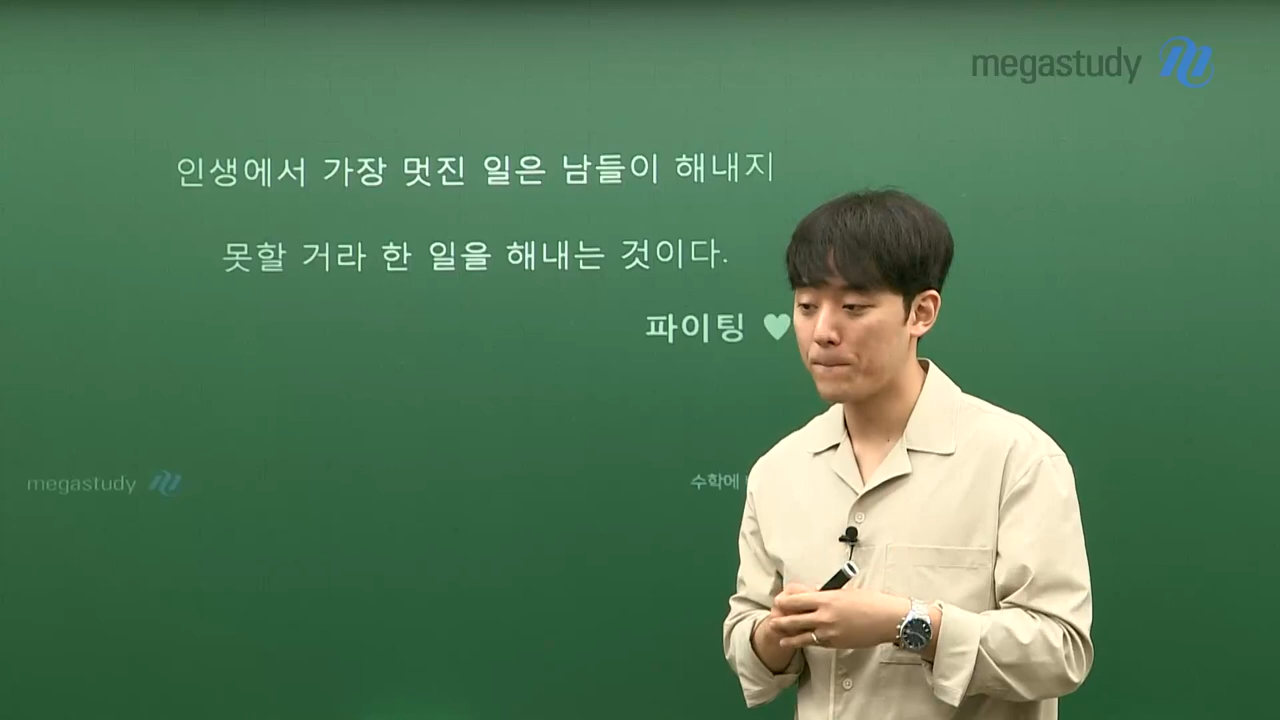 megastudy
인생에서 가장 멋진 일은 남들이 해내지
못할 거라 한 일을 해내는 것이다.
파이팅 ♥
megastudy
수학에